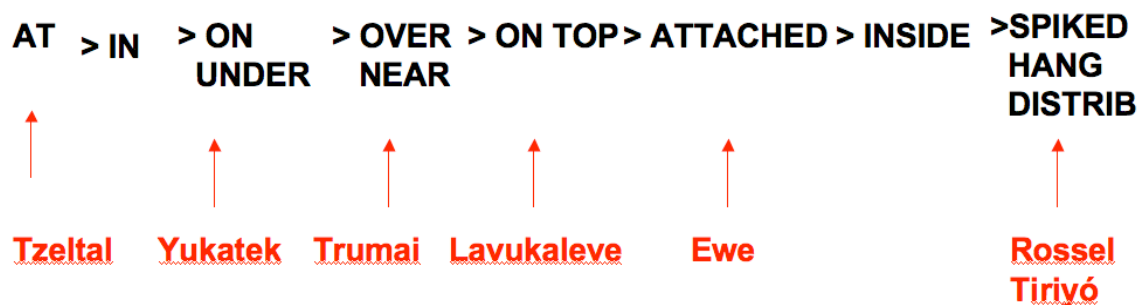 AT > IN > ON > OVER > ON TOP > ATTACHED > INSIDE >SPIKED
UNDER NEAR HANG
DISTRIB
Tzeltal Yukatek Trumai Lavukaleve Ewe Rossel
Tiriyó